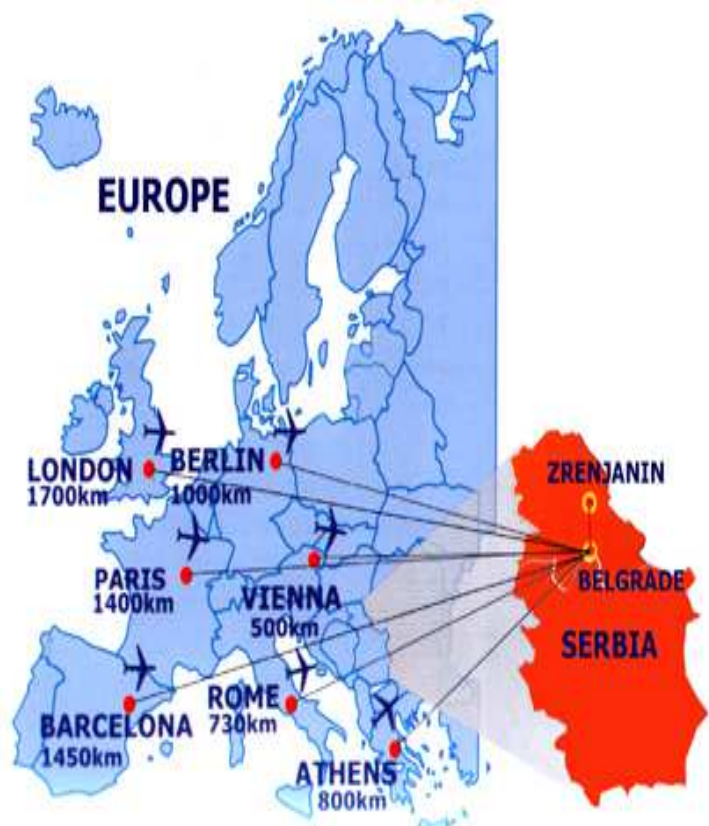 EUROPE
LONDON
1700km
BERLIN
1000km
ZRENJANIN
PARIS
1400km
VIENNA
500km
BELGRADE
SERBIA
BARCELONA
1450km
ROME
730km
ATHENS
800km